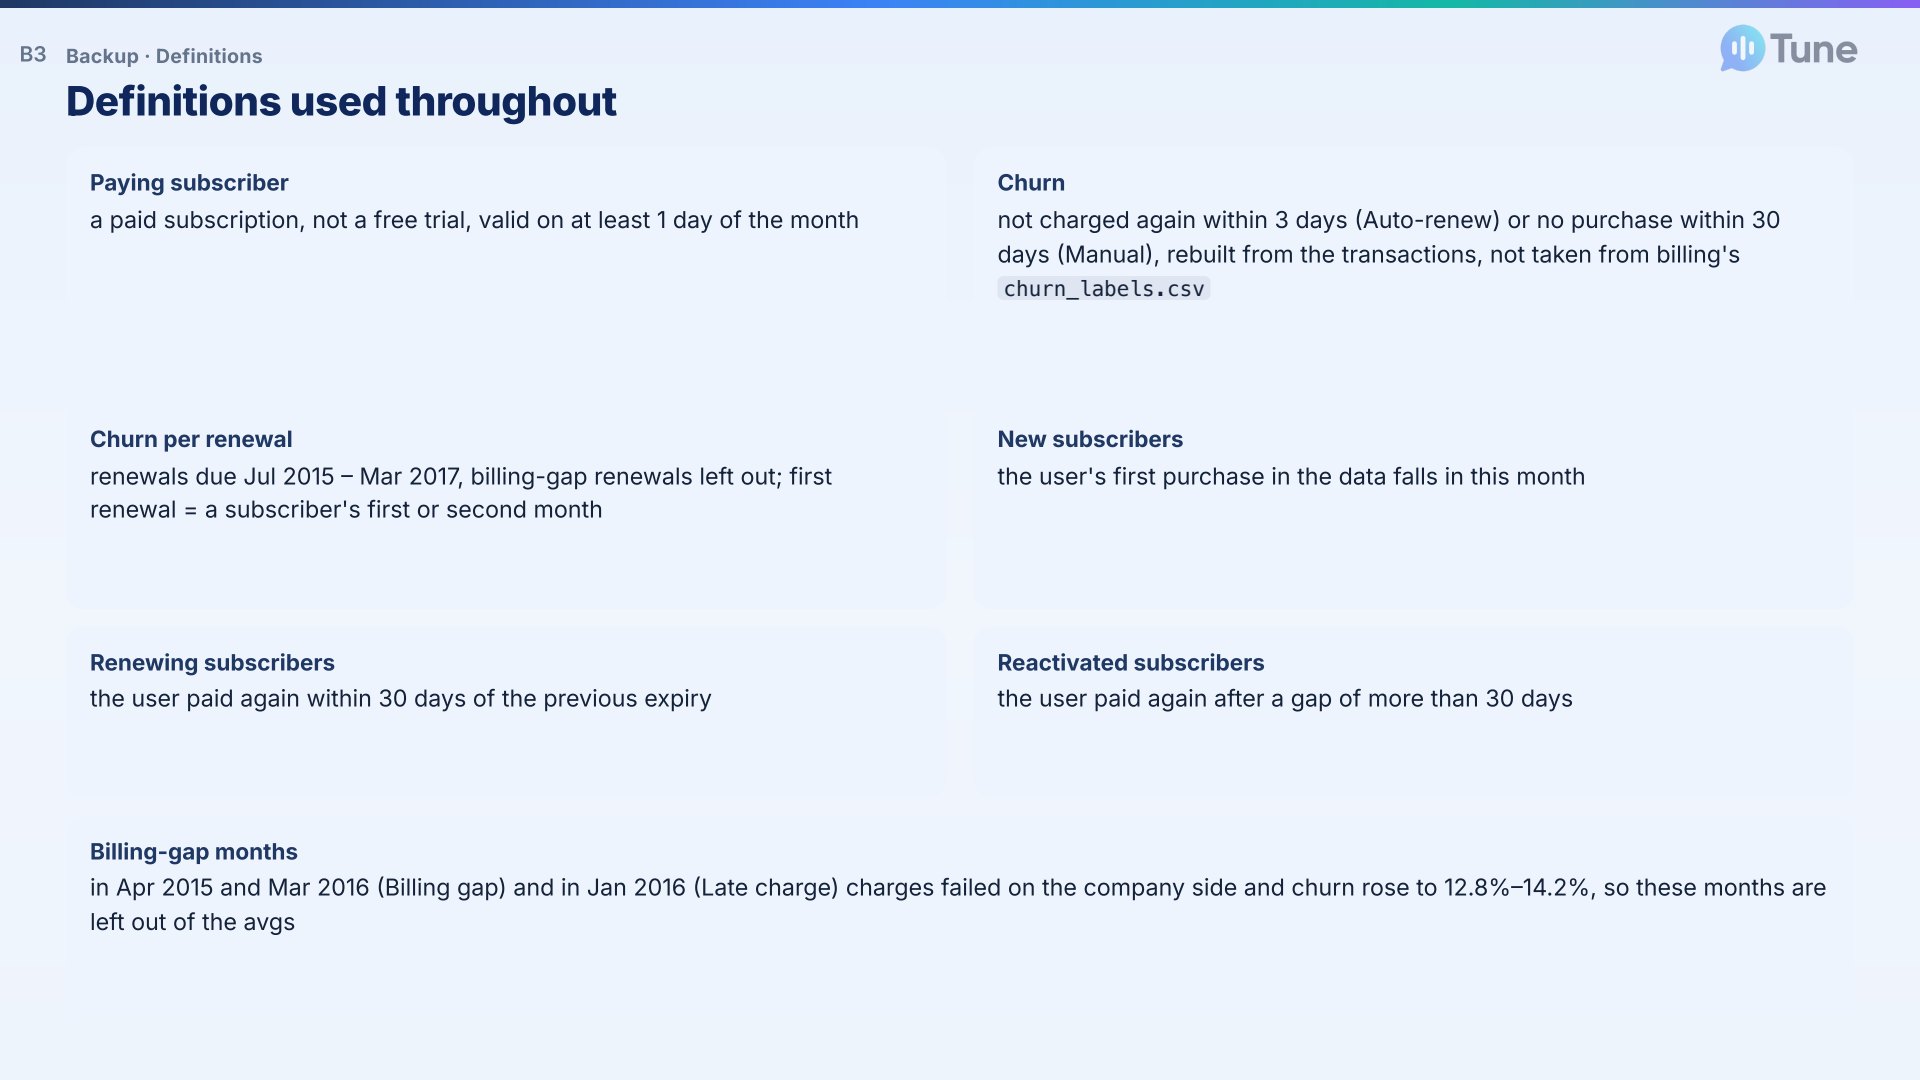 B3 Backup · Definitions
Tune
Definitions used throughout
Paying subscriber
a paid subscription, not a free trial, valid on at least 1 day of the month
Churn
not charged again within 3 days (Auto-renew) or no purchase within 30
days (Manual), rebuilt from the transactions, not taken from billing's
churn_labels.csv
Churn per renewal
renewals due Jul 2015 – Mar 2017, billing-gap renewals left out; first
renewal = a subscriber's first or second month
New subscribers
the user's first purchase in the data falls in this month
Renewing subscribers
the user paid again within 30 days of the previous expiry
Reactivated subscribers
the user paid again after a gap of more than 30 days
Billing-gap months
in Apr 2015 and Mar 2016 (Billing gap) and in Jan 2016 (Late charge) charges failed on the company side and churn rose to 12.8%–14.2%, so these months are
left out of the avgs